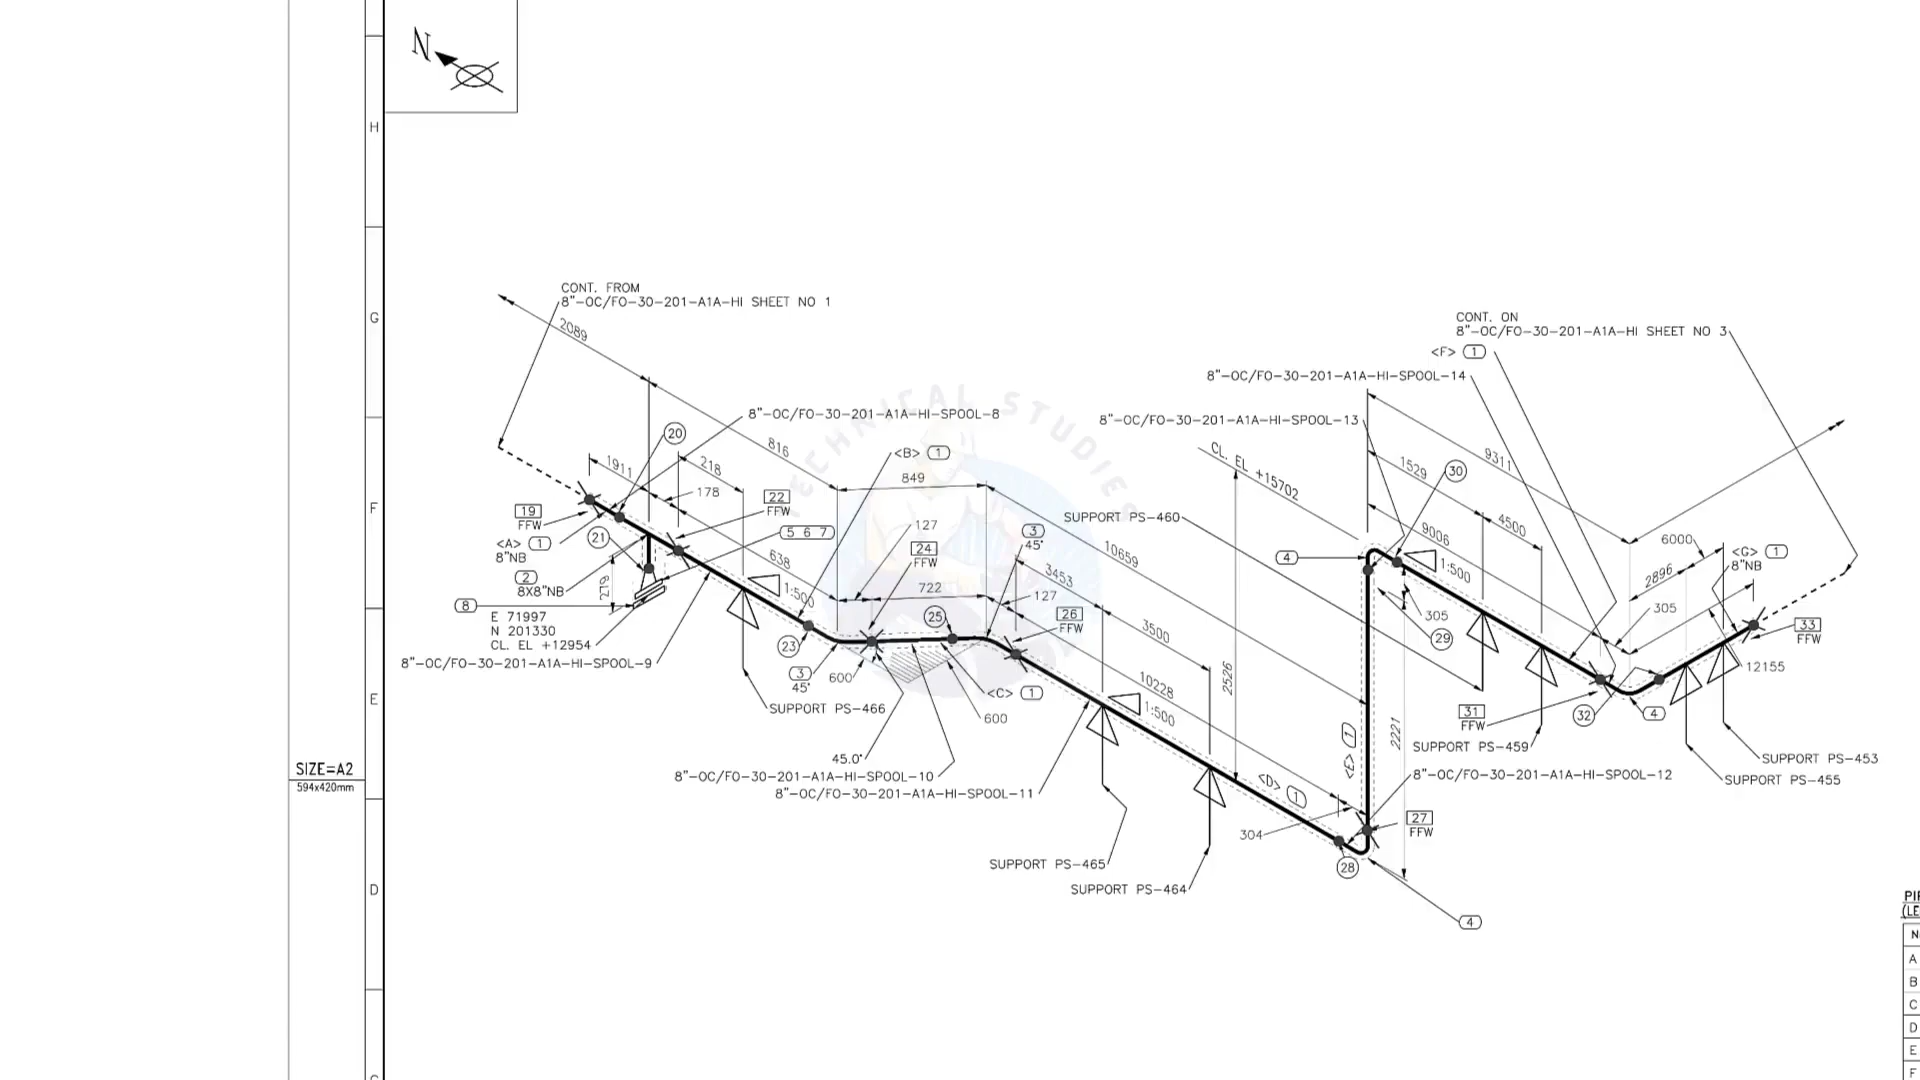 N
H
G
F
E
D
SIZE=A2
594x420mm
CONT. FROM
8"-OC/FO-30-201-A1A-HI SHEET NO 1
2089
8"-OC/FO-30-201-A1A-HI-SPOOL-8
816
20
1911
218
178
19
FFW
22
FFW
<A> 1
8"NB
21
2
8X8"NB
219
5 6 7
8
E 71997
N 201330
CL. EL +12954
8"-OC/FO-30-201-A1A-HI-SPOOL-9
638
1:500
<B> 1
849
127
24
FFW
722
25
23
3
45°
600
SUPPORT PS-466
<C> 1
600
45.0°
8"-OC/FO-30-201-A1A-HI-SPOOL-10
8"-OC/FO-30-201-A1A-HI-SPOOL-11
3
45°
3453
127
26
FFW
10659
3500
10228
1:500
SUPPORT PS-465
SUPPORT PS-464
TECHNICAL STUDIES
CONT. ON
8"-OC/FO-30-201-A1A-HI SHEET NO 3
<F> 1
8"-OC/FO-30-201-A1A-HI-SPOOL-14
8"-OC/FO-30-201-A1A-HI-SPOOL-13
CL. EL +15702
SUPPORT PS-460
2526
4
9311
1529
30
4500
9006
1:500
305
29
2221
<E> 1
<D> 1
304
28
27
FFW
4
8"-OC/FO-30-201-A1A-HI-SPOOL-12
SUPPORT PS-459
31
FFW
32
4
305
2896
6000
<G> 1
8"NB
33
FFW
12155
SUPPORT PS-453
SUPPORT PS-455
A
B
C
D
E
F